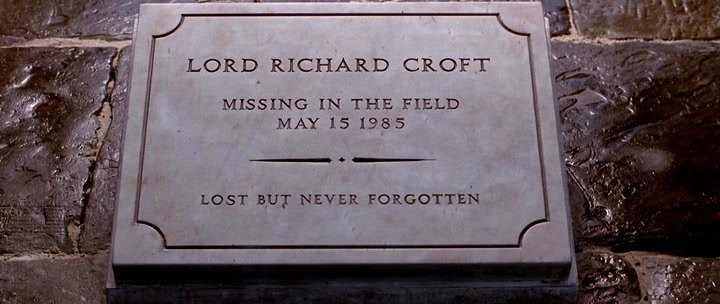 LORD RICHARD CROFT
MISSING IN THE FIELD
MAY 15 1985
LOST BUT NEVER FORGOTTEN